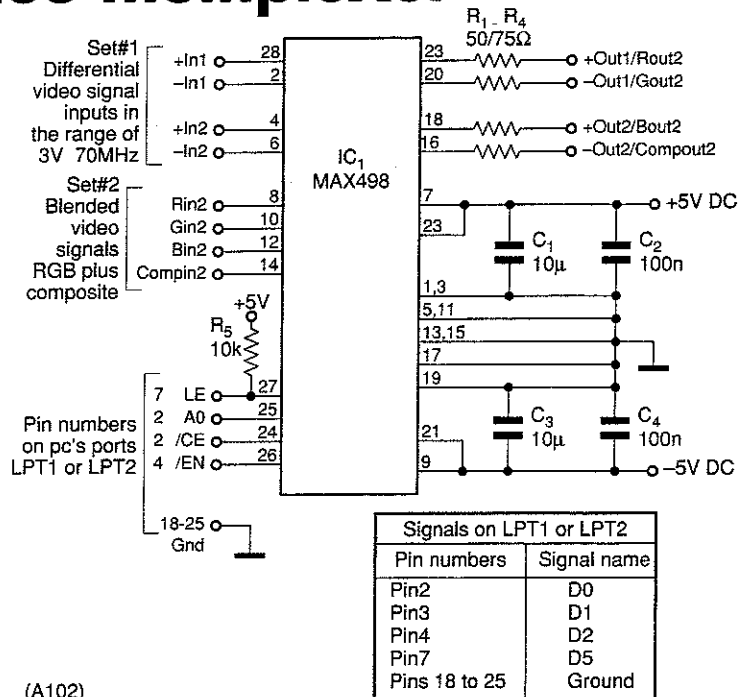 R1 - R4
50/75Ω
Set#1
Differential
video signal
inputs in
the range of
3V 70MHz
+In1 28
–In1 2
+In2 4
–In2 6
23 +Out1/Rout2
20 –Out1/Gout2
18 +Out2/Bout2
16 –Out2/Compout2
IC1
MAX498
Set#2
Blended
video
signals
RGB plus
composite
Rin2 8
Gin2 10
Bin2 12
Compin2 14
7 +5V DC
23
C1
10µ
C2
100n
1,3
5,11
13,15
17
19
+5V
R5
10k
Pin numbers
on pc's ports
LPT1 or LPT2
7 LE 27
2 A0 25
2 /CE 24
4 /EN 26
18-25
Gnd
C3
10µ
C4
100n
21
9 –5V DC
Signals on LPT1 or LPT2
Pin numbers Signal name
Pin2 D0
Pin3 D1
Pin4 D2
Pin7 D5
Pins 18 to 25 Ground
(A102)